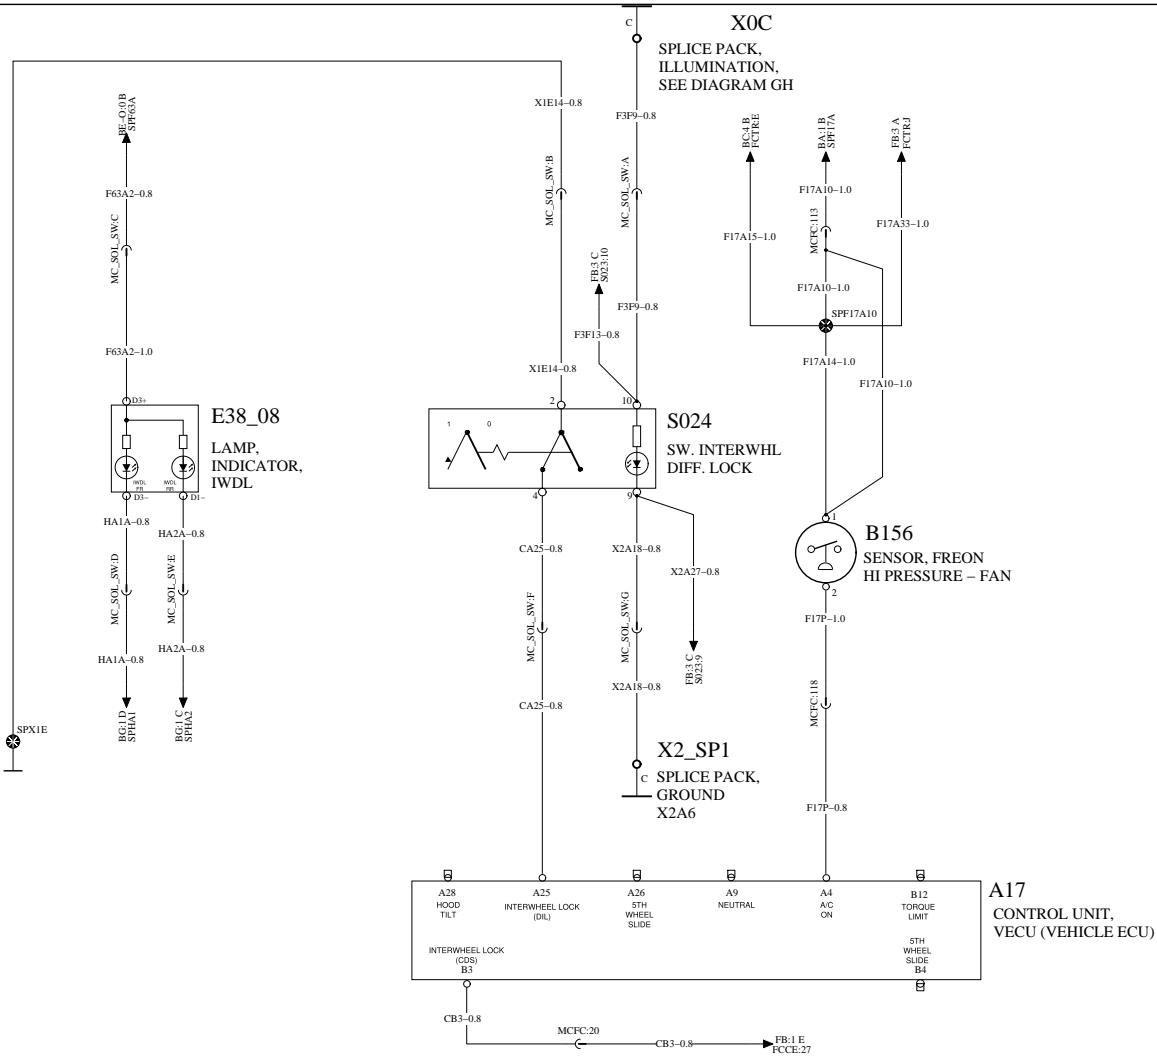 C
X0C
SPLICE PACK,
ILLUMINATION,
SEE DIAGRAM GH
BE-O:0 B
SPF63A
X1E14-0.8
F3F9-0.8
BC:4 B
FCTR:E
BA:1 B
SPF17A
FB:3 A
FCTR:J
F63A2-0.8
MC_SOL_SW:C
MC_SOL_SW:B
MC_SOL_SW:A
F17A10-1.0
MCFC:113
F17A15-1.0
F17A33-1.0
FB:3 C
S023:10
F17A10-1.0
F3F9-0.8
SPF17A10
F3F13-0.8
F63A2-1.0
X1E14-0.8
F17A14-1.0
F17A10-1.0
D3+
2
10
E38_08
LAMP,
INDICATOR,
IWDL
IWDL
FR
IWDL
RR
D3-
D1-
1
0
S024
SW. INTERWHL
DIFF. LOCK
4
9
HA1A-0.8
HA2A-0.8
CA25-0.8
X2A18-0.8
X2A27-0.8
1
B156
SENSOR, FREON
HI PRESSURE - FAN
2
MC_SOL_SW:D
MC_SOL_SW:E
MC_SOL_SW:F
MC_SOL_SW:G
F17P-1.0
HA1A-0.8
HA2A-0.8
FB:3 C
S023:9
X2A18-0.8
CA25-0.8
MCFC:118
BG:1 D
SPHA1
BG:1 C
SPHA2
SPX1E
X2_SP1
C
SPLICE PACK,
GROUND
X2A6
F17P-0.8
A28
HOOD
TILT
A25
INTERWHEEL LOCK
(DIL)
A26
5TH
WHEEL
SLIDE
A9
NEUTRAL
A4
A/C
ON
B12
TORQUE
LIMIT
A17
CONTROL UNIT,
VECU (VEHICLE ECU)
INTERWHEEL LOCK
(CDS)
B3
5TH
WHEEL
SLIDE
B4
CB3-0.8
MCFC:20
CB3-0.8
FB:1 E
FCCE:27